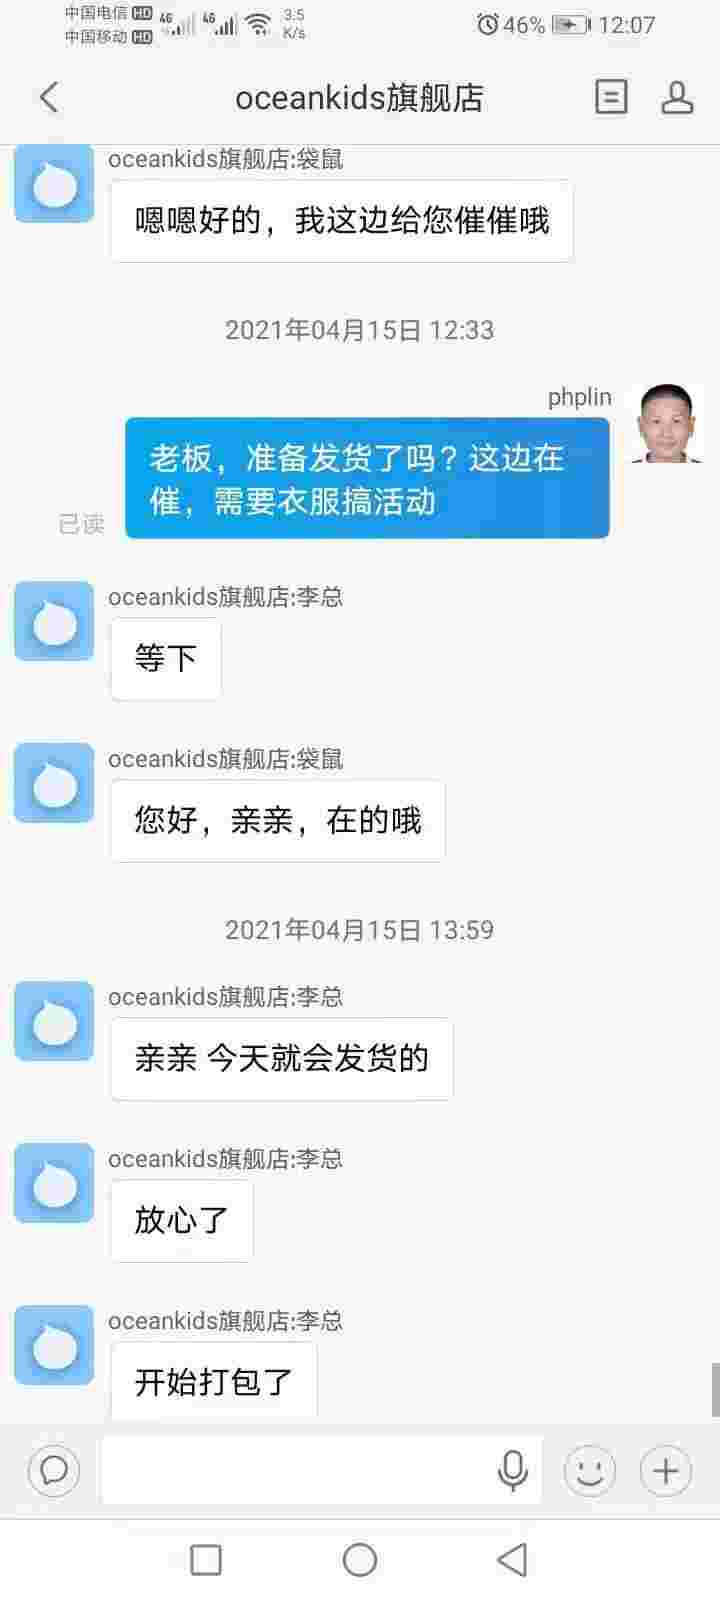 中国电信 HD 4G 4G 3.5 46% 12:07
中国移动 HD K/s
oceankids旗舰店
oceankids旗舰店:袋鼠
嗯嗯好的，我这边给您催催哦
2021年04月15日 12:33
phplin
老板，准备发货了吗？这边在
催，需要衣服搞活动
已读
oceankids旗舰店:李总
等下
oceankids旗舰店:袋鼠
您好，亲亲，在的哦
2021年04月15日 13:59
oceankids旗舰店:李总
亲亲 今天就会发货的
oceankids旗舰店:李总
放心了
oceankids旗舰店:李总
开始打包了